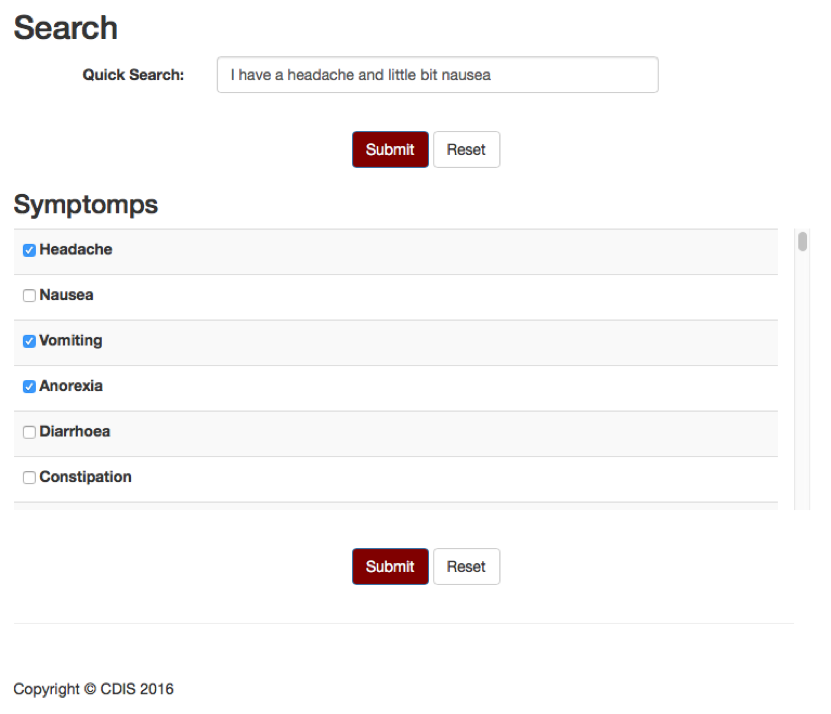 Search
Quick Search: I have a headache and little bit nausea
Submit Reset
Symptomps
Headache
Nausea
Vomiting
Anorexia
Diarrhoea
Constipation
Submit Reset
Copyright © CDIS 2016